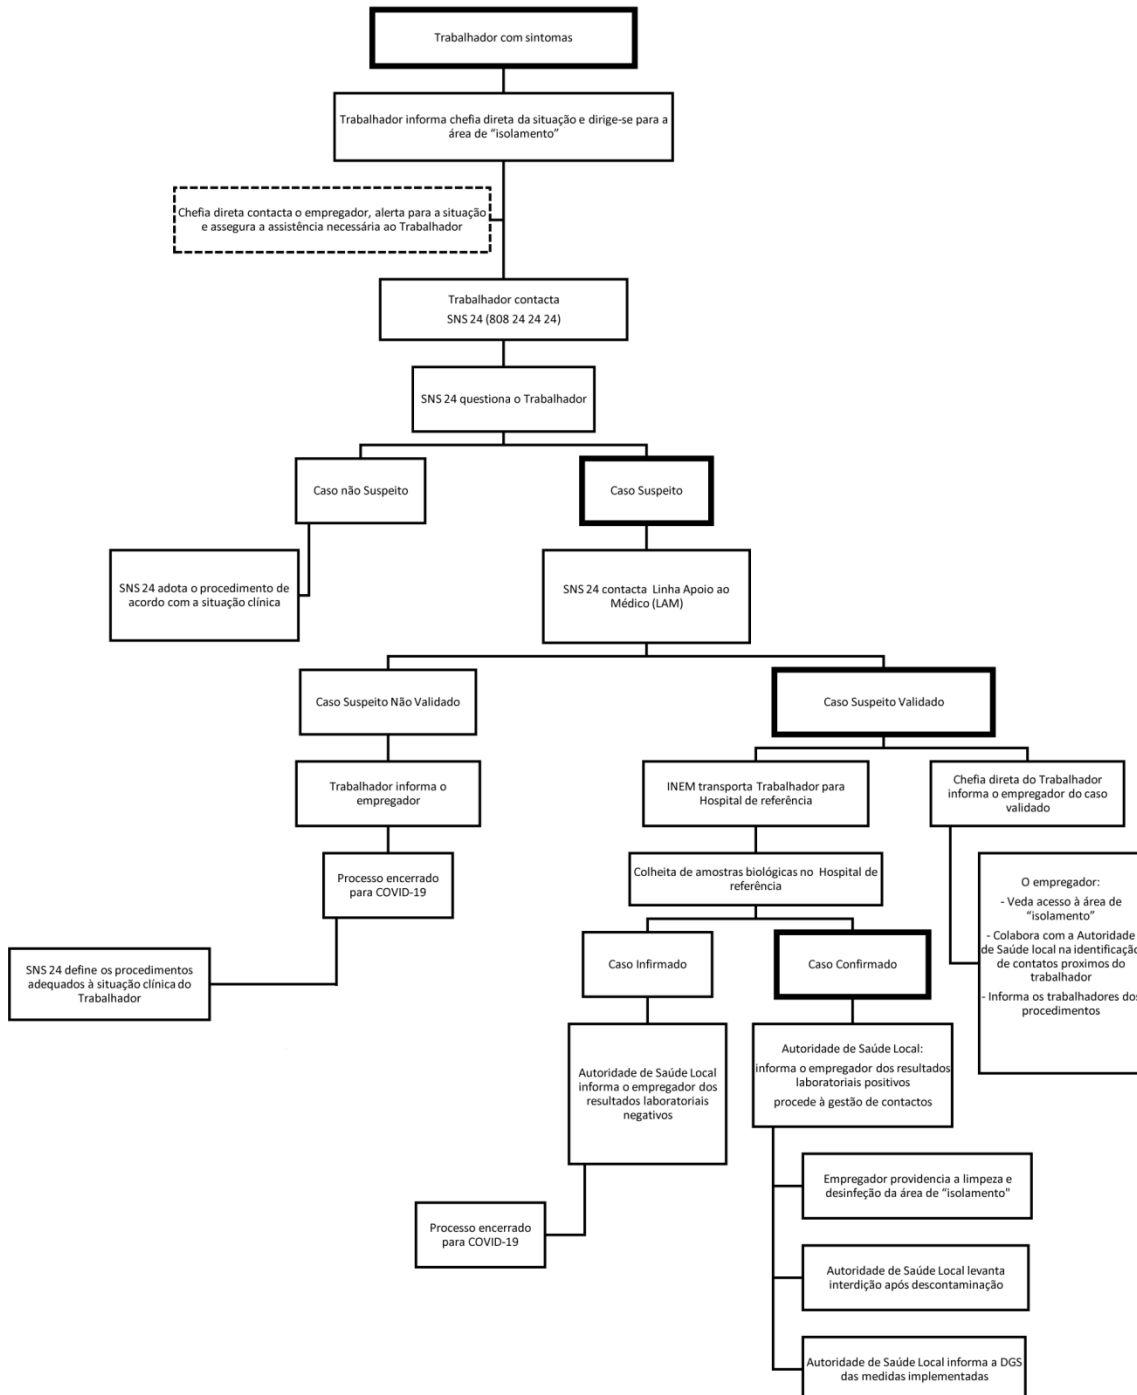 Trabalhador com sintomas
Trabalhador informa chefia direta da situação e dirige-se para a
área de “isolamento”
Chefia direta contacta o empregador, alerta para a situação
e assegura a assistência necessária ao Trabalhador
Trabalhador contacta
SNS 24 (808 24 24 24)
SNS 24 questiona o Trabalhador
Caso não Suspeito
Caso Suspeito
SNS 24 adota o procedimento de
acordo com a situação clínica
SNS 24 contacta Linha Apoio ao
Médico (LAM)
Caso Suspeito Não Validado
Caso Suspeito Validado
Trabalhador informa o
empregador
INEM transporta Trabalhador para
Hospital de referência
Chefia direta do Trabalhador
informa o empregador do caso
validado
Processo encerrado
para COVID-19
Colheita de amostras biológicas no Hospital de
referência
O empregador:
- Veda acesso à área de
“isolamento”
- Colabora com a Autoridade
de Saúde local na identificação
de contatos proximos do
trabalhador
- Informa os trabalhadores dos
procedimentos
SNS 24 define os procedimentos
adequados à situação clínica do
Trabalhador
Caso Infirmado
Caso Confirmado
Autoridade de Saúde Local
informa o empregador dos
resultados laboratoriais
negativos
Autoridade de Saúde Local:
informa o empregador dos resultados
laboratoriais positivos
procede à gestão de contactos
Processo encerrado
para COVID-19
Empregador providencia a limpeza e
desinfeção da área de “isolamento"
Autoridade de Saúde Local levanta
interdição após descontaminação
Autoridade de Saúde Local informa a DGS
das medidas implementadas